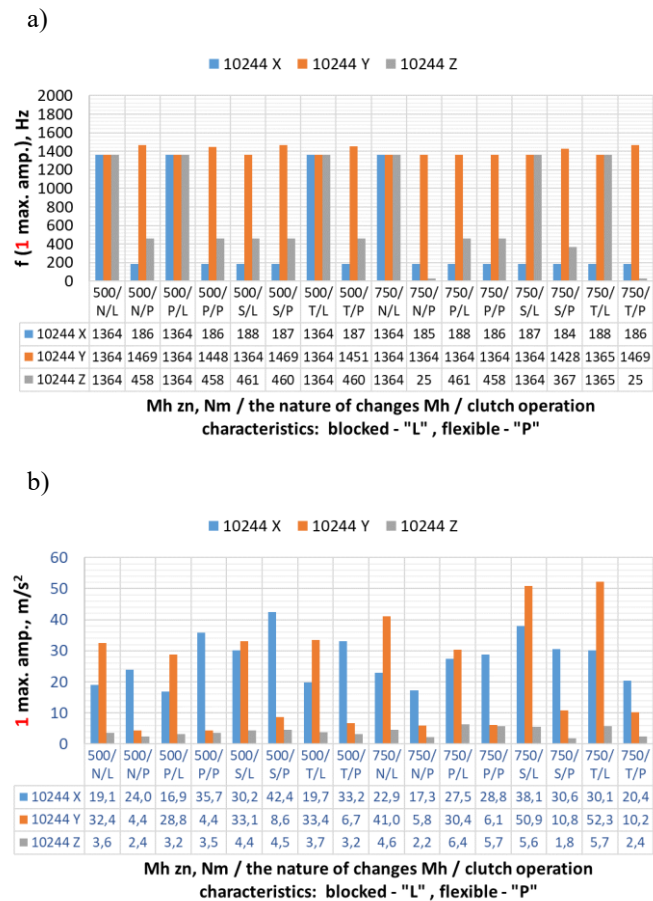 a)
10244 X 10244 Y 10244 Z
f (1 max. amp.), Hz
2000
1800
1600
1400
1200
1000
800
600
400
200
0
500/ 500/ 500/ 500/ 500/ 500/ 500/ 500/ 750/ 750/ 750/ 750/ 750/ 750/ 750/ 750/
N/L N/P P/L P/P S/L S/P T/L T/P N/L N/P P/L P/P S/L S/P T/L T/P
10244 X 1364 186 1364 186 188 187 1364 187 1364 185 188 186 187 184 188 186
10244 Y 1364 1469 1364 1448 1364 1469 1364 1451 1364 1364 1364 1364 1364 1428 1365 1469
10244 Z 1364 458 1364 458 461 460 1364 460 1364 25 461 458 1364 367 1365 25
Mh zn, Nm / the nature of changes Mh / clutch operation
characteristics: blocked - "L" , flexible - "P"
b)
10244 X 10244 Y 10244 Z
1 max. amp., m/s²
60
50
40
30
20
10
0
500/ 500/ 500/ 500/ 500/ 500/ 500/ 500/ 750/ 750/ 750/ 750/ 750/ 750/ 750/ 750/
N/L N/P P/L P/P S/L S/P T/L T/P N/L N/P P/L P/P S/L S/P T/L T/P
10244 X 19,1 24,0 16,9 35,7 30,2 42,4 19,7 33,2 22,9 17,3 27,5 28,8 38,1 30,6 30,1 20,4
10244 Y 32,4 4,4 28,8 4,4 33,1 8,6 33,4 6,7 41,0 5,8 30,4 6,1 50,9 10,8 52,3 10,2
10244 Z 3,6 2,4 3,2 3,5 4,4 4,5 3,7 3,2 4,6 2,2 6,4 5,7 5,6 1,8 5,7 2,4
Mh zn, Nm / the nature of changes Mh / clutch operation
characteristics: blocked - "L" , flexible - "P"